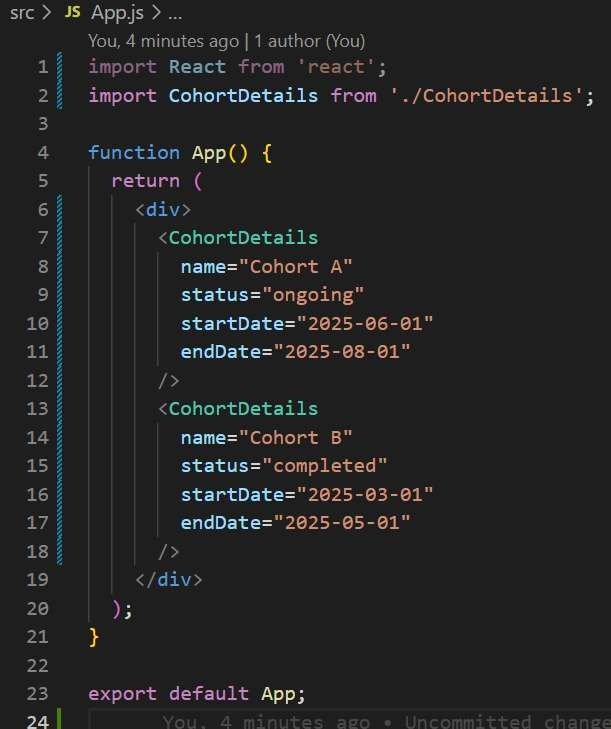 src > JS App.js > ...
You, 4 minutes ago | 1 author (You)
1 import React from 'react';
2 import CohortDetails from './CohortDetails';
3
4 function App() {
5   return (
6     <div>
7       <CohortDetails
8         name="Cohort A"
9         status="ongoing"
10         startDate="2025-06-01"
11         endDate="2025-08-01"
12       />
13       <CohortDetails
14         name="Cohort B"
15         status="completed"
16         startDate="2025-03-01"
17         endDate="2025-05-01"
18       />
19     </div>
20   );
21 }
22
23 export default App;
24 You, 4 minutes ago • Uncommitted change